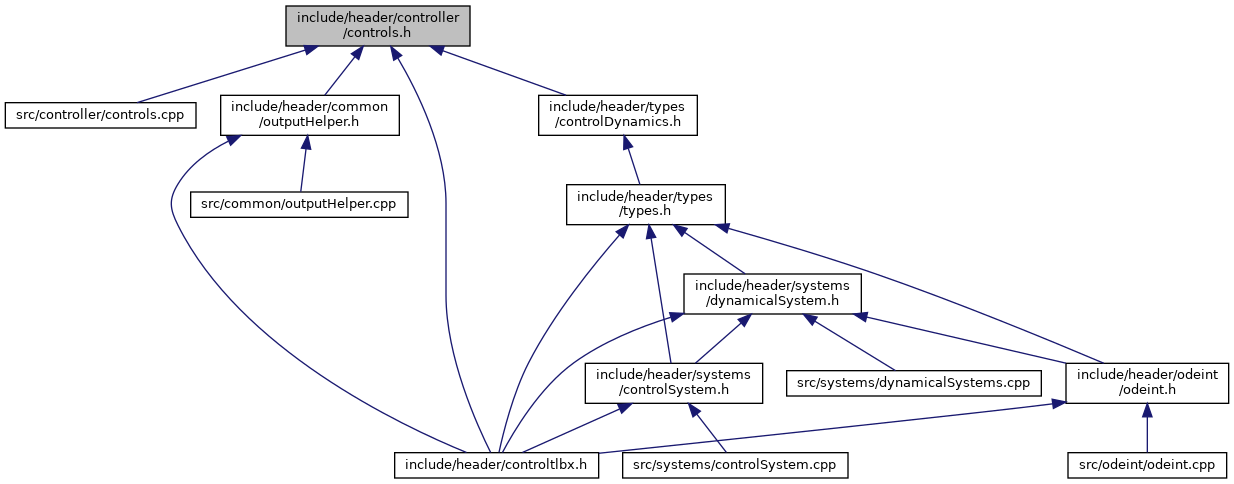 include/header/controller
/controls.h
src/controller/controls.cpp
include/header/common
/outputHelper.h
include/header/types
/controlDynamics.h
src/common/outputHelper.cpp
include/header/types
/types.h
include/header/systems
/dynamicalSystem.h
include/header/systems
/controlSystem.h
src/systems/dynamicalSystems.cpp
include/header/odeint
/odeint.h
include/header/controltlbx.h
src/systems/controlSystem.cpp
src/odeint/odeint.cpp